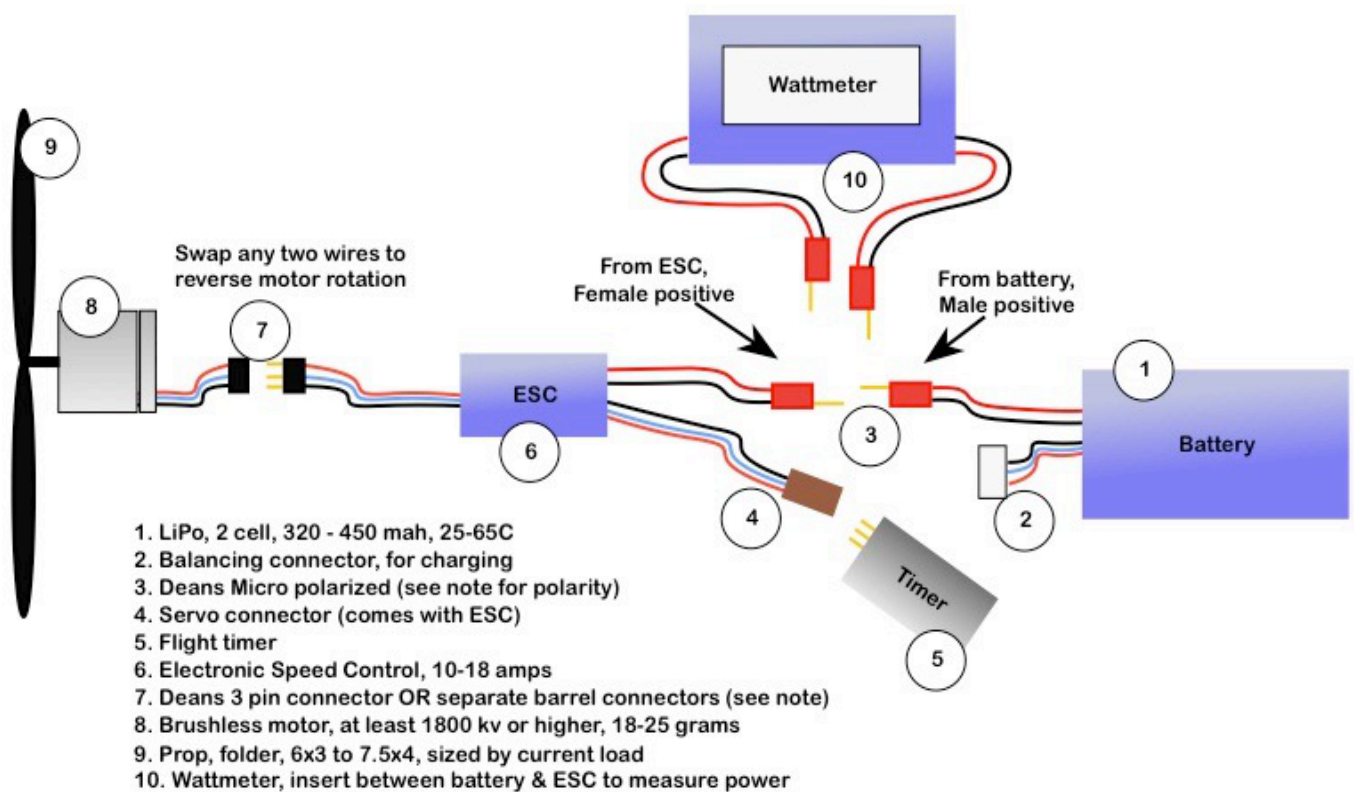 Wattmeter
9
10
Swap any two wires to
reverse motor rotation
From ESC,
Female positive
From battery,
Male positive
8
7
1
ESC
Battery
6
3
4
2
Timer
5
1. LiPo, 2 cell, 320 - 450 mah, 25-65C
2. Balancing connector, for charging
3. Deans Micro polarized (see note for polarity)
4. Servo connector (comes with ESC)
5. Flight timer
6. Electronic Speed Control, 10-18 amps
7. Deans 3 pin connector OR separate barrel connectors (see note)
8. Brushless motor, at least 1800 kv or higher, 18-25 grams
9. Prop, folder, 6x3 to 7.5x4, sized by current load
10. Wattmeter, insert between battery & ESC to measure power